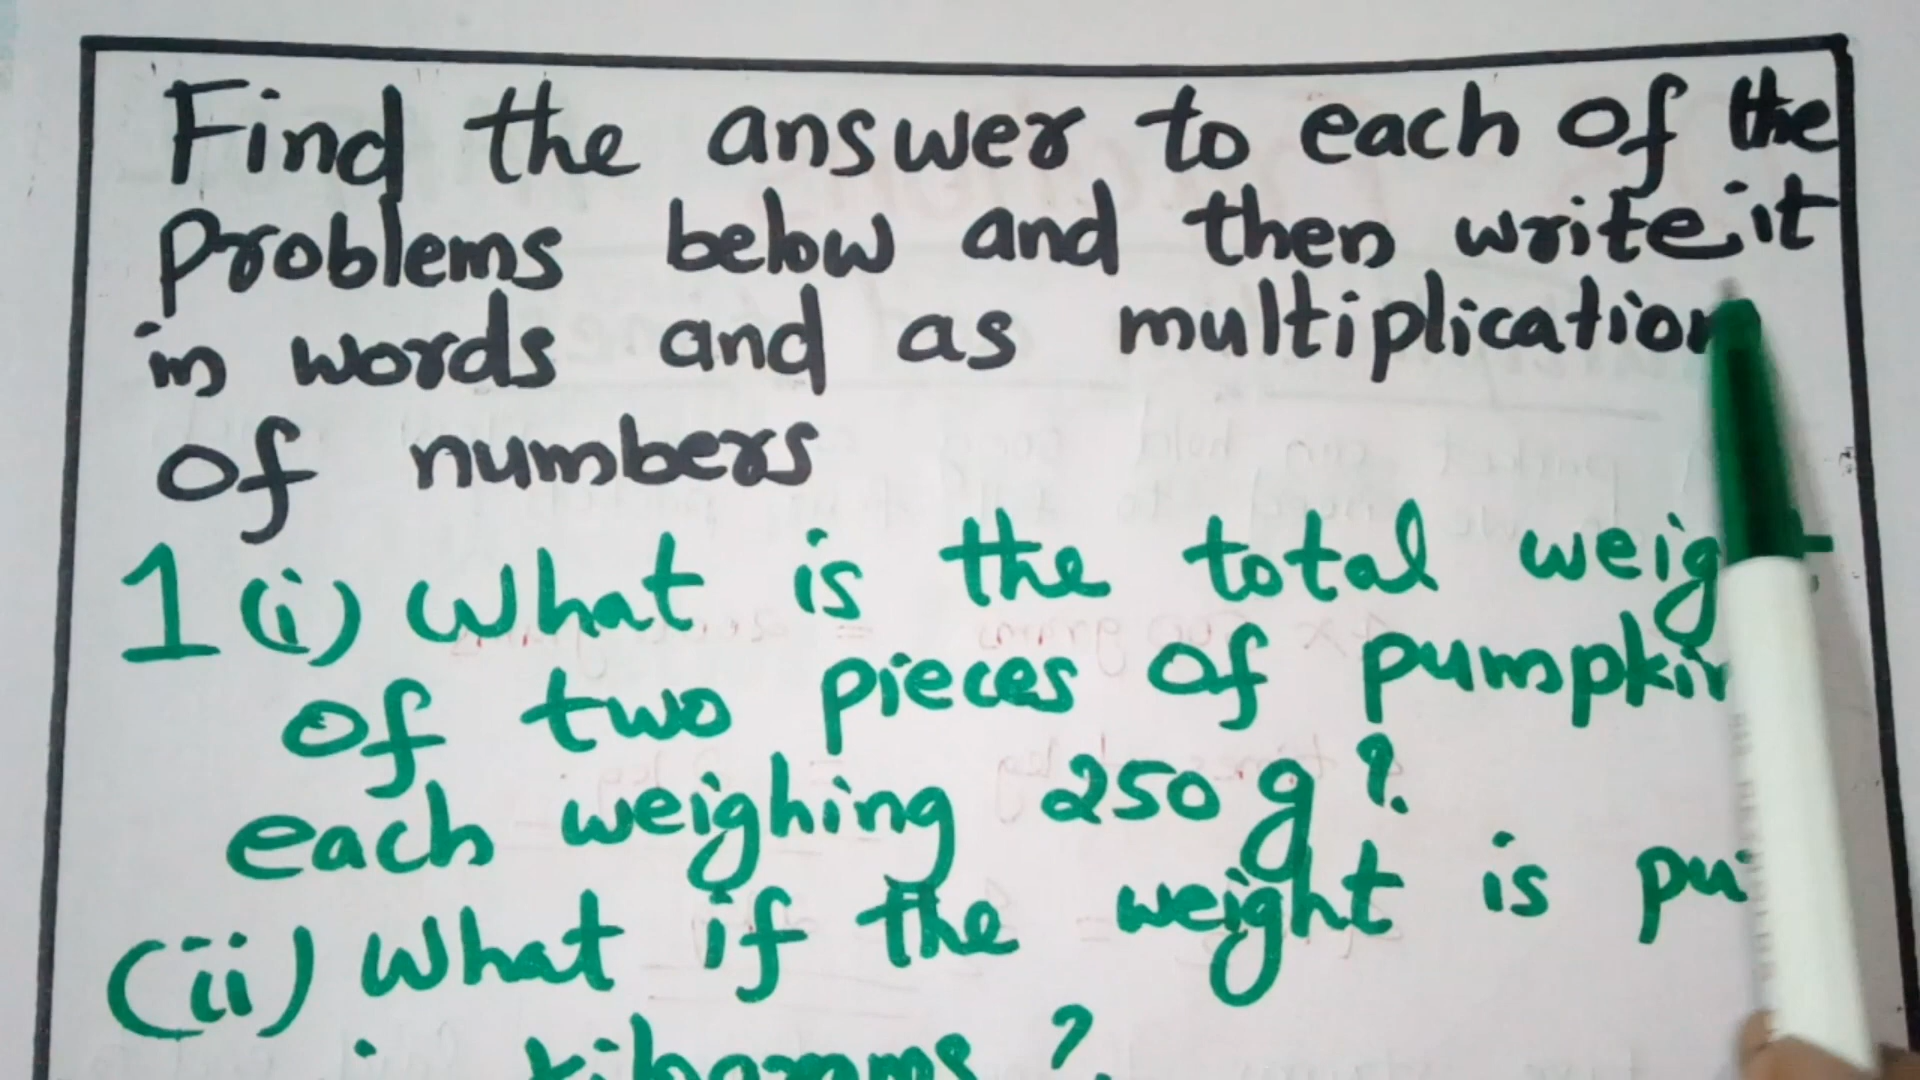 Find the answer to each of the
problems below and then write it
in words and as multiplication
of numbers
1 (i) What is the total
of two pieces of pumpkin
each weighing 250 g?
(ii) What if the weight is
kilograms?